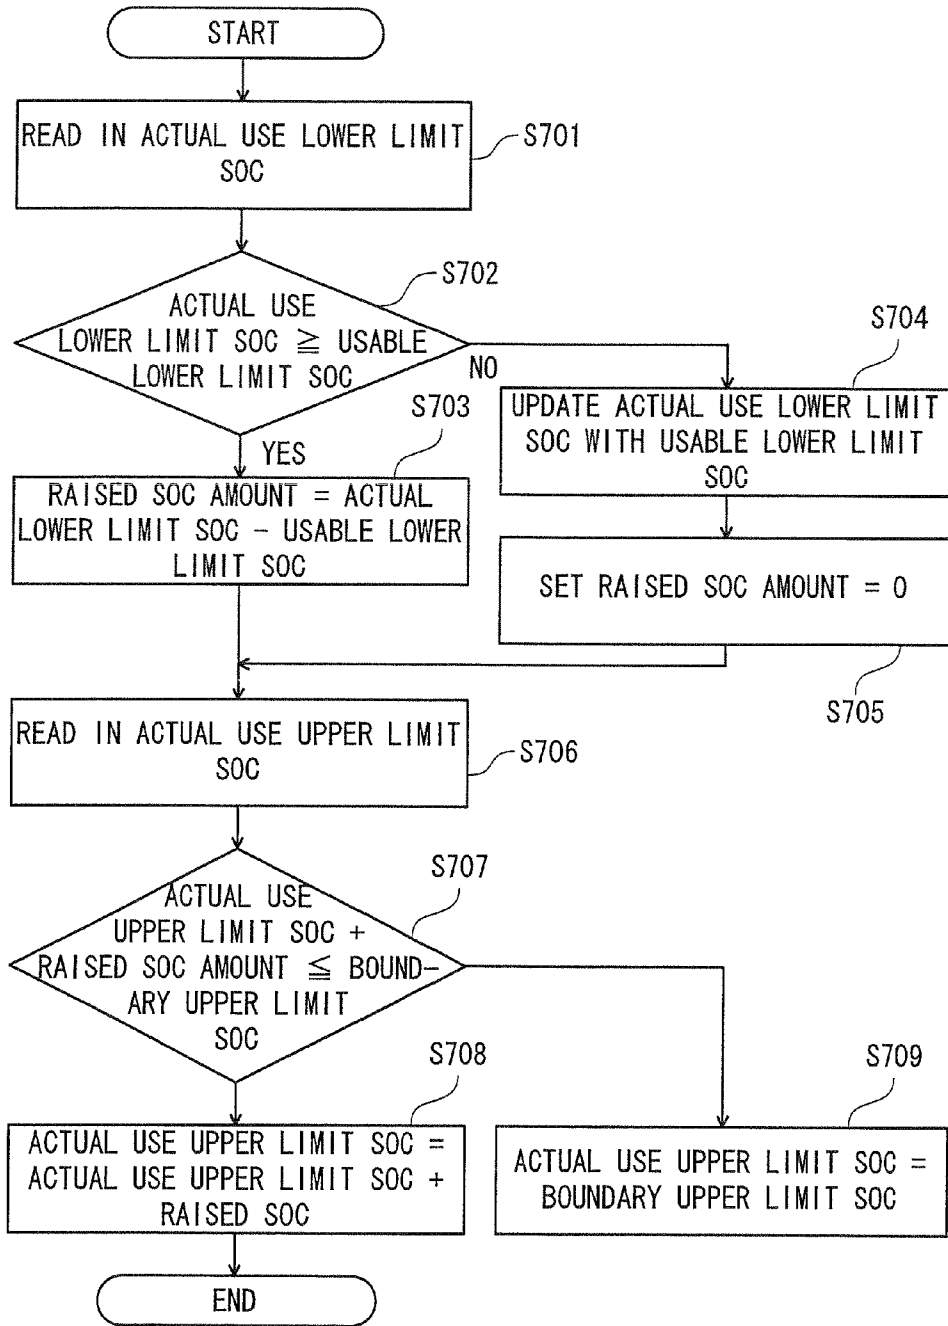 START
READ IN ACTUAL USE LOWER LIMIT
SOC
S701
S702
ACTUAL USE
LOWER LIMIT SOC ≧ USABLE
LOWER LIMIT SOC
NO
YES
S704
UPDATE ACTUAL USE LOWER LIMIT
SOC WITH USABLE LOWER LIMIT
SOC
S703
RAISED SOC AMOUNT = ACTUAL
LOWER LIMIT SOC - USABLE LOWER
LIMIT SOC
SET RAISED SOC AMOUNT = 0
S705
READ IN ACTUAL USE UPPER LIMIT
SOC
S706
S707
ACTUAL USE
UPPER LIMIT SOC +
RAISED SOC AMOUNT ≦ BOUND-
ARY UPPER LIMIT
SOC
S708
ACTUAL USE UPPER LIMIT SOC =
ACTUAL USE UPPER LIMIT SOC +
RAISED SOC
S709
ACTUAL USE UPPER LIMIT SOC =
BOUNDARY UPPER LIMIT SOC
END